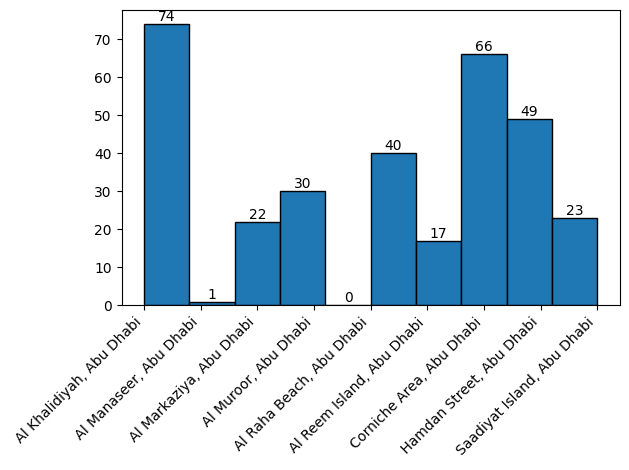 74
1
22
30
0
40
17
66
49
23
70
60
50
40
30
20
10
0
Al Khalidiyah, Abu Dhabi
Al Manaseer, Abu Dhabi
Al Markaziya, Abu Dhabi
Al Muroor, Abu Dhabi
Al Raha Beach, Abu Dhabi
Al Reem Island, Abu Dhabi
Corniche Area, Abu Dhabi
Hamdan Street, Abu Dhabi
Saadiyat Island, Abu Dhabi